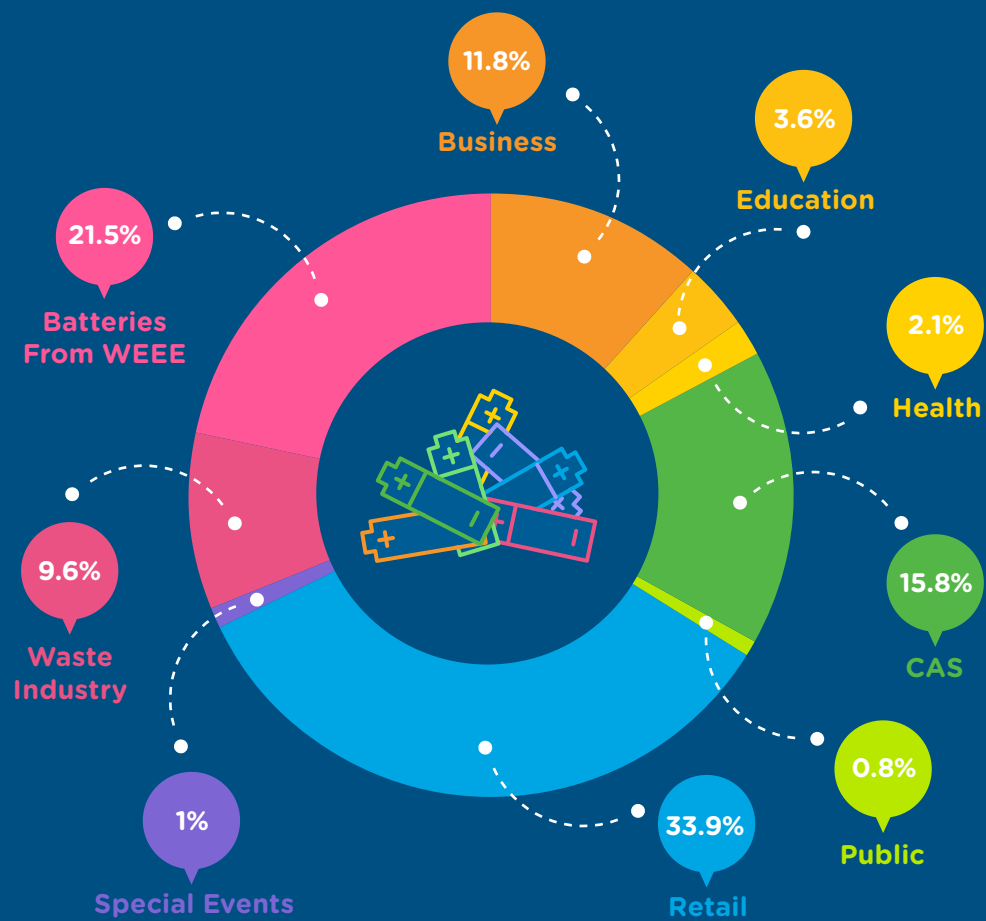 11.8%
Business
3.6%
Education
21.5%
Batteries
From WEEE
2.1%
Health
9.6%
Waste
Industry
15.8%
CAS
0.8%
Public
1%
Special Events
33.9%
Retail